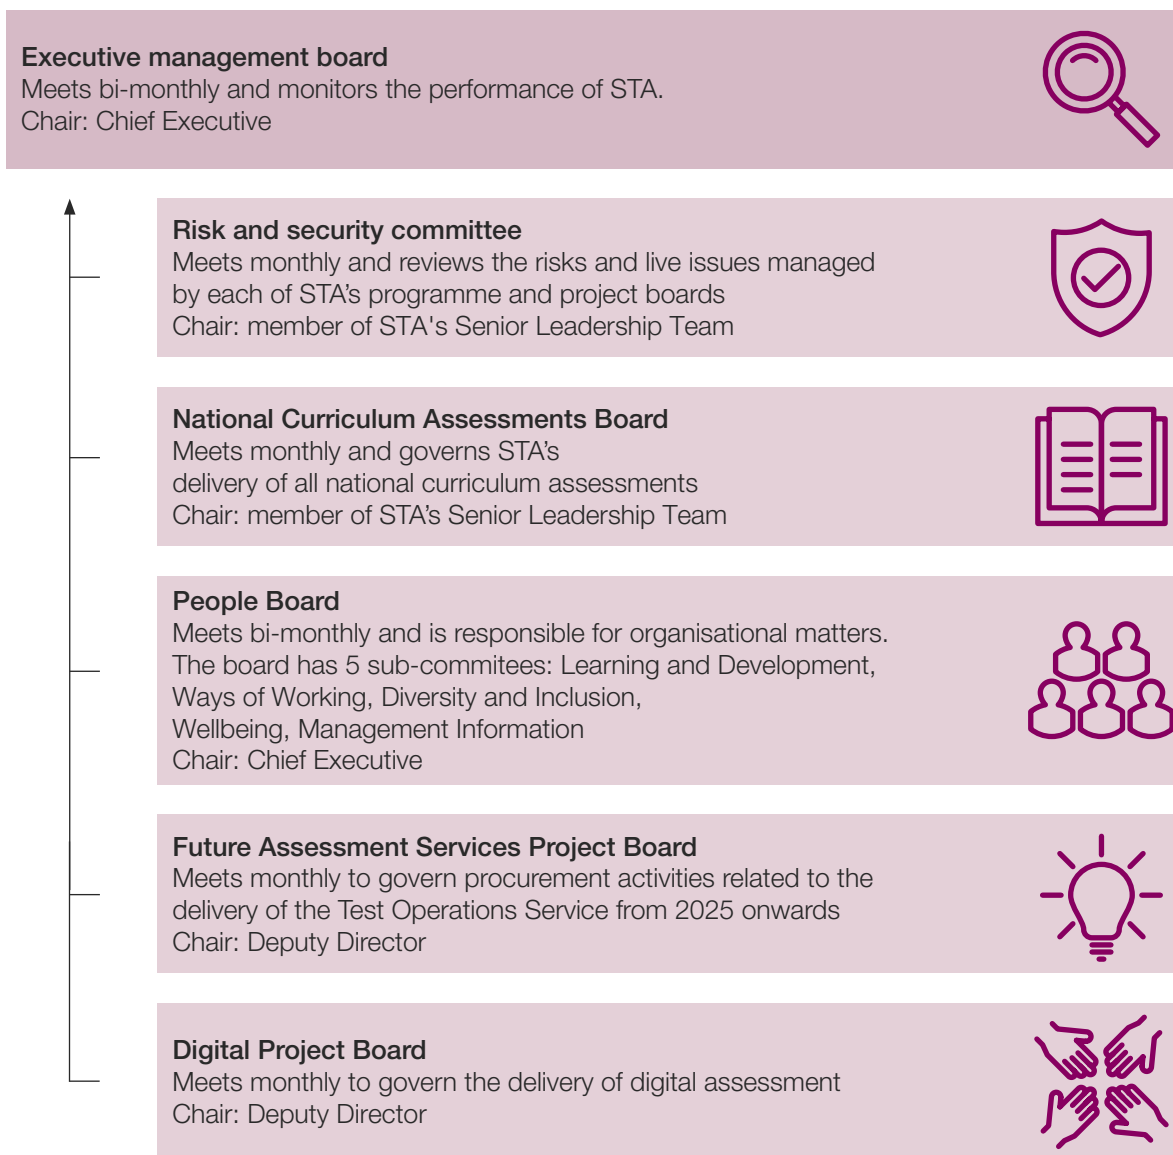 Executive management board
Meets bi-monthly and monitors the performance of STA.
Chair: Chief Executive
Risk and security committee
Meets monthly and reviews the risks and live issues managed
by each of STA’s programme and project boards
Chair: member of STA's Senior Leadership Team
National Curriculum Assessments Board
Meets monthly and governs STA’s
delivery of all national curriculum assessments
Chair: member of STA’s Senior Leadership Team
People Board
Meets bi-monthly and is responsible for organisational matters.
The board has 5 sub-commitees: Learning and Development,
Ways of Working, Diversity and Inclusion,
Wellbeing, Management Information
Chair: Chief Executive
Future Assessment Services Project Board
Meets monthly to govern procurement activities related to the
delivery of the Test Operations Service from 2025 onwards
Chair: Deputy Director
Digital Project Board
Meets monthly to govern the delivery of digital assessment
Chair: Deputy Director